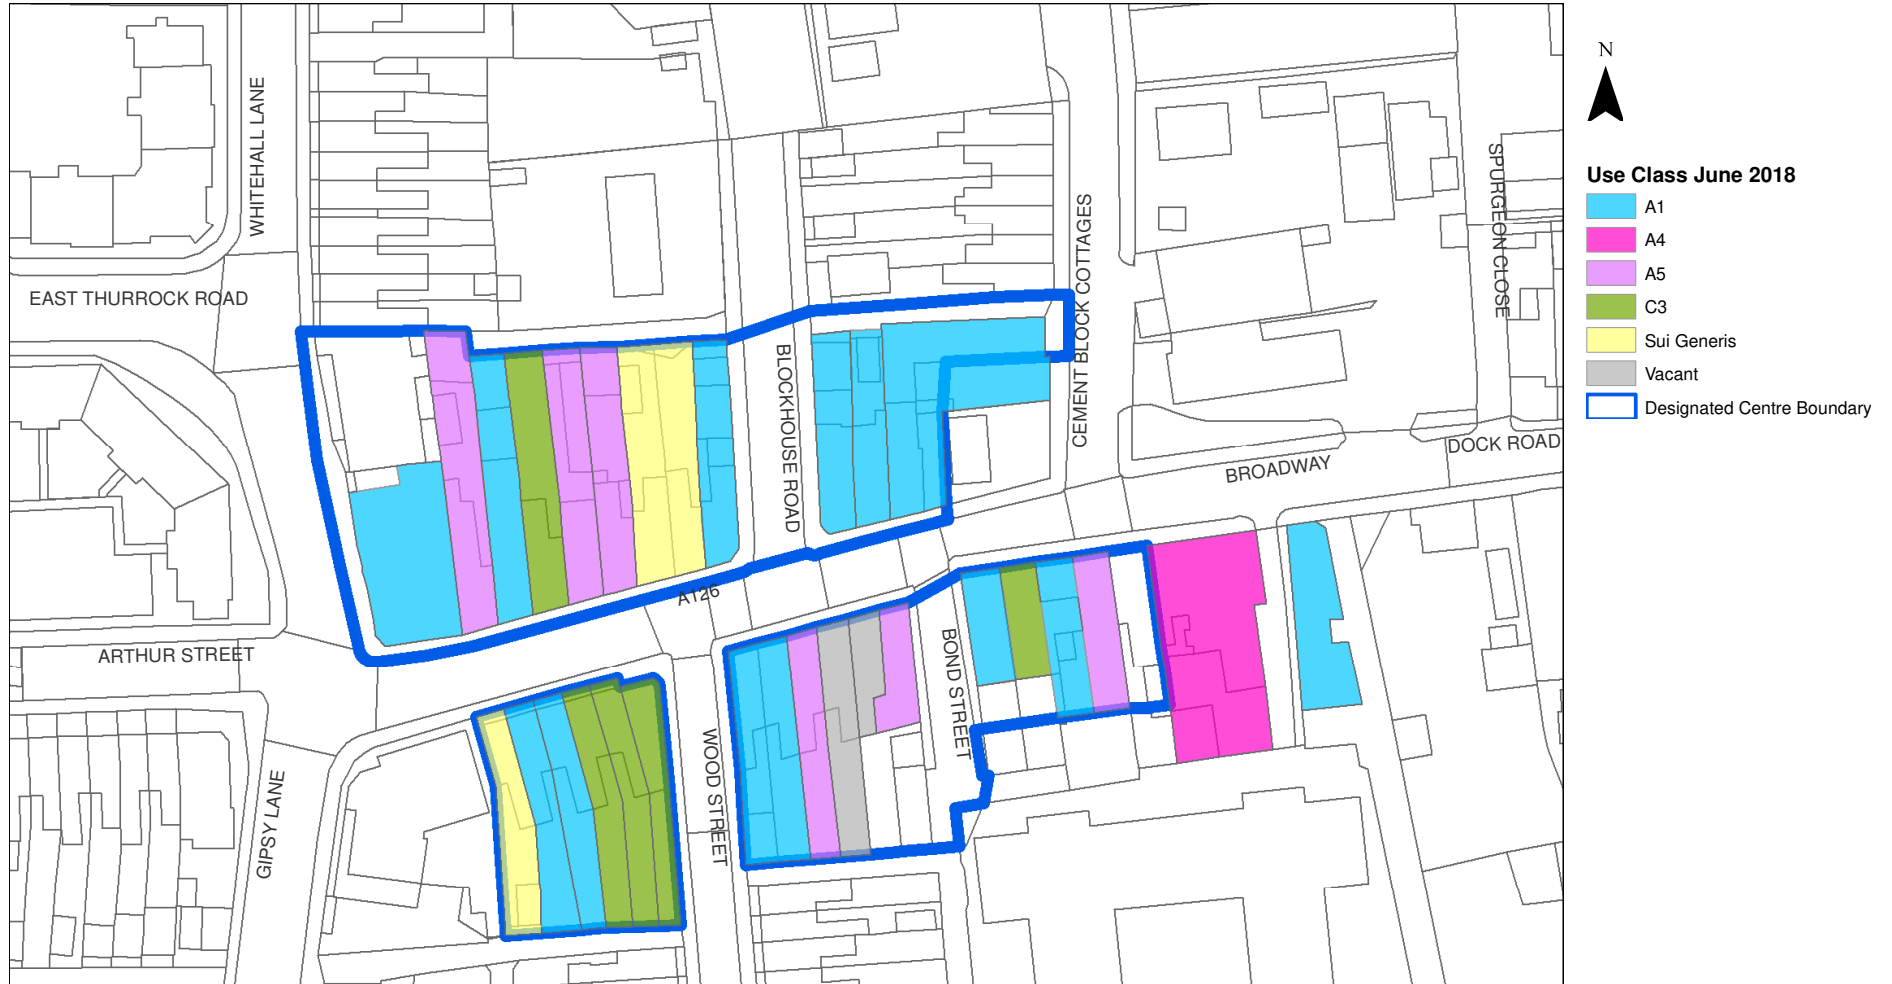 N
Use Class June 2018
A1
A4
A5
C3
Sui Generis
Vacant
Designated Centre Boundary
WHITEHALL LANE
EAST THURROCK ROAD
BLOCKHOUSE ROAD
CEMENT BLOCK COTTAGES
SPURGEON CLOSE
BROADWAY
DOCK ROAD
A126
ARTHUR STREET
GIPSY LANE
WOOD STREET
BOND STREET